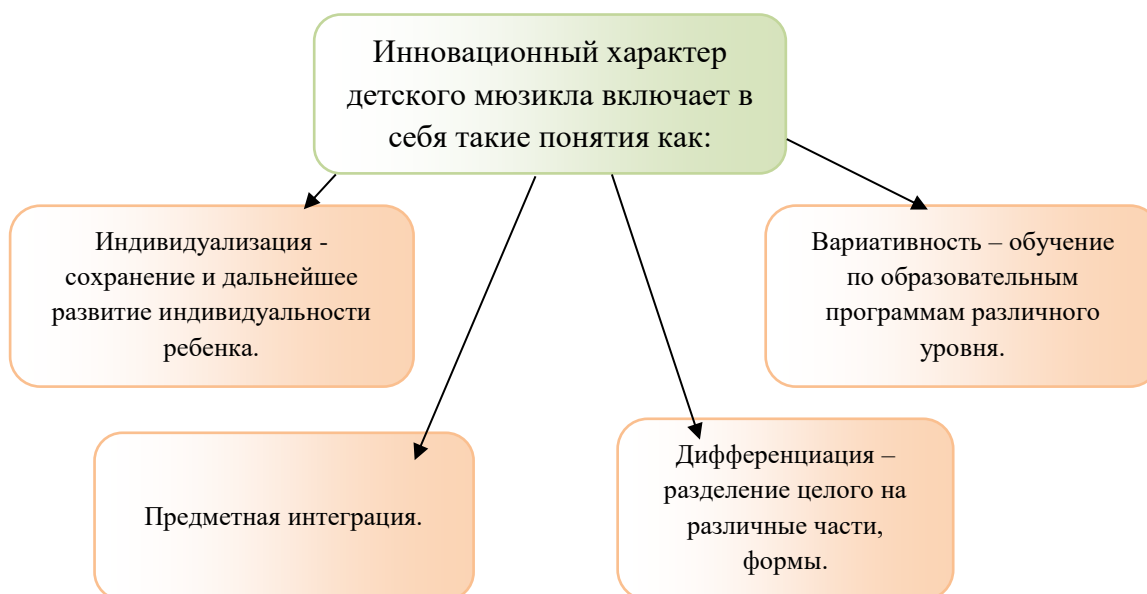 Инновационный характер
детского мюзикла включает в
себя такие понятия как:
Индивидуализация -
сохранение и дальнейшее
развитие индивидуальности
ребенка.
Вариативность – обучение
по образовательным
программам различного
уровня.
Предметная интеграция.
Дифференциация –
разделение целого на
различные части,
формы.